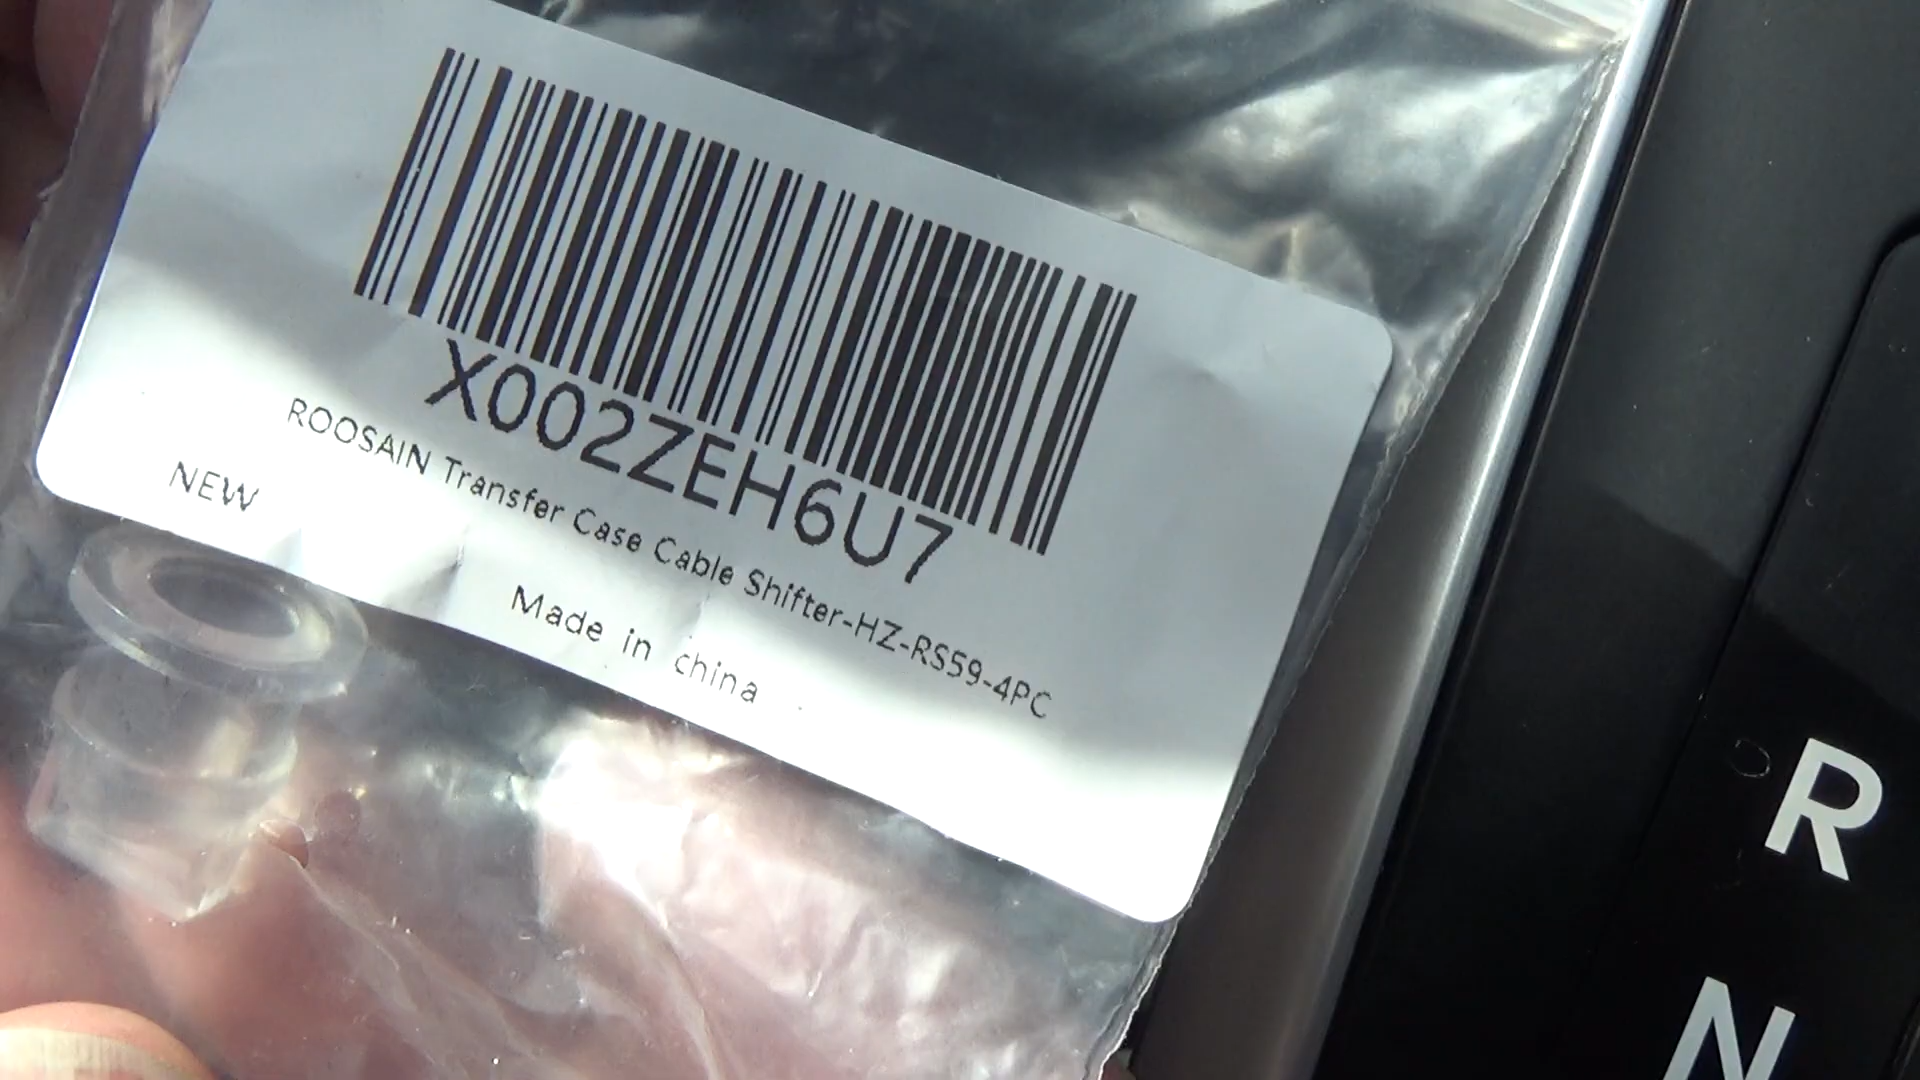 X002ZEH6U7
ROOSAIN Transfer Case Cable Shifter-HZ-RS59-4PC
NEW
Made in china
R
N